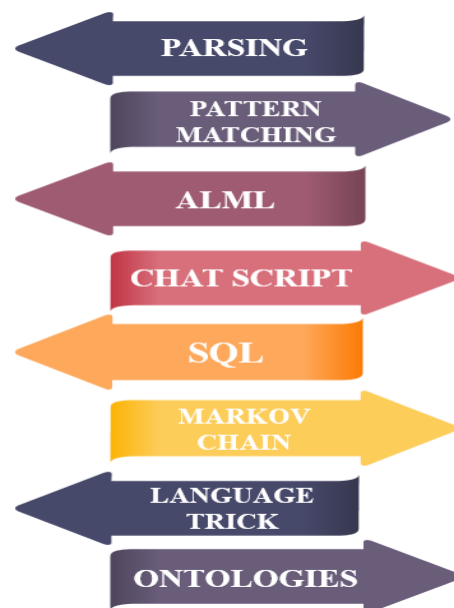 PARSING
PATTERN
MATCHING
ALML
CHAT SCRIPT
SQL
MARKOV
CHAIN
LANGUAGE
TRICK
ONTOLOGIES